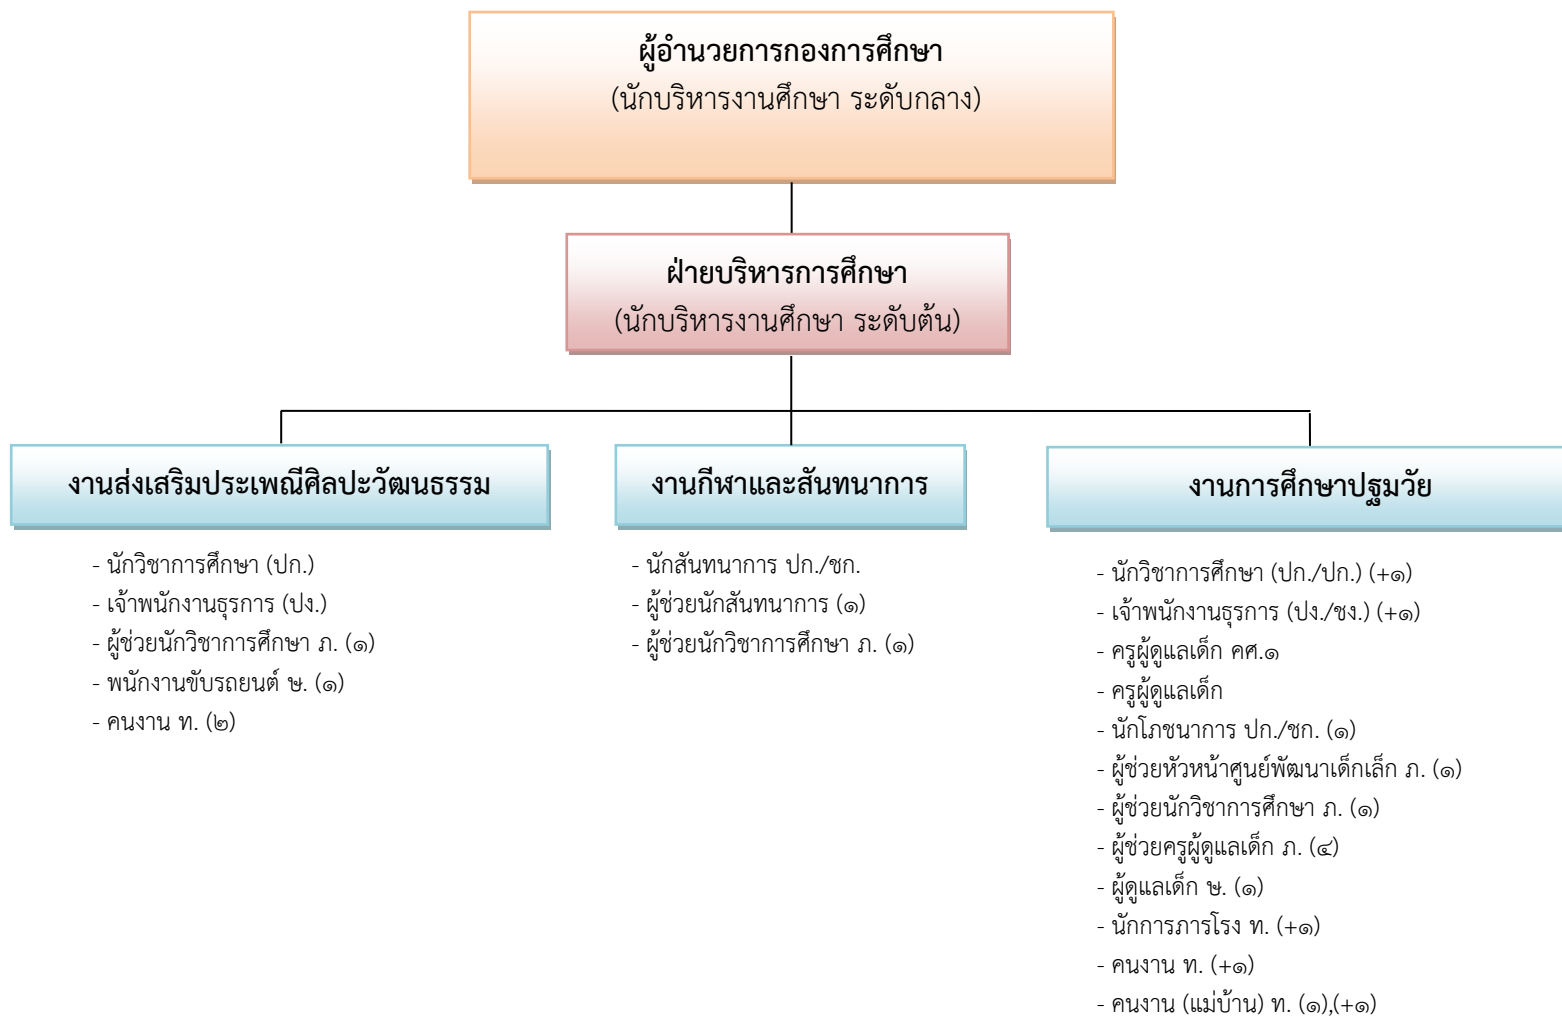 ผู้อำนวยการกองการศึกษา
(นักบริหารงานศึกษา ระดับกลาง)
ฝ่ายบริหารการศึกษา
(นักบริหารงานศึกษา ระดับต้น)
งานส่งเสริมประเพณีศิลปะวัฒนธรรม
- นักวิชาการศึกษา (ปก.)
- เจ้าพนักงานธุรการ (ปง.)
- ผู้ช่วยนักวิชาการศึกษา ภ. (๑)
- พนักงานขับรถยนต์ ษ. (๑)
- คนงาน ท. (๒)
งานกีฬาและสันทนาการ
- นักสันทนาการ ปก./ชก.
- ผู้ช่วยนักสันทนาการ (๑)
- ผู้ช่วยนักวิชาการศึกษา ภ. (๑)
งานการศึกษาปฐมวัย
- นักวิชาการศึกษา (ปก./ปก.) (+๑)
- เจ้าพนักงานธุรการ (ปง./ชง.) (+๑)
- ครูผู้ดูแลเด็ก คศ.๑
- ครูผู้ดูแลเด็ก
- นักโภชนาการ ปก./ชก. (๑)
- ผู้ช่วยหัวหน้าศูนย์พัฒนาเด็กเล็ก ภ. (๑)
- ผู้ช่วยนักวิชาการศึกษา ภ. (๑)
- ผู้ช่วยครูผู้ดูแลเด็ก ภ. (๔)
- ผู้ดูแลเด็ก ษ. (๑)
- นักการภารโรง ท. (+๑)
- คนงาน ท. (+๑)
- คนงาน (แม่บ้าน) ท. (๑),(+๑)